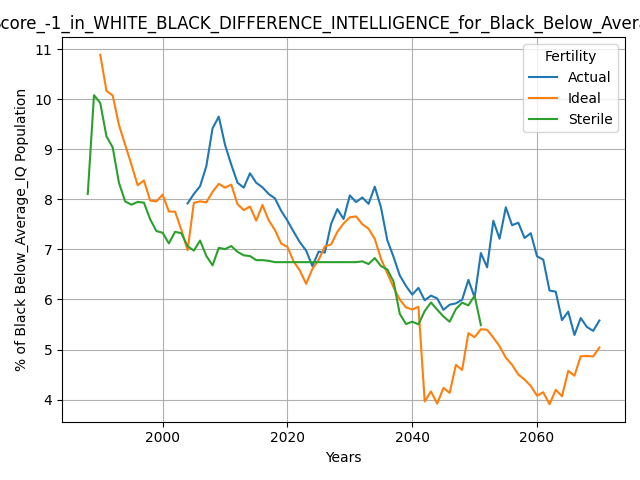 core_-1_in_WHITE_BLACK_DIFFERENCE_INTELLIGENCE_for_Black_Below_Avera
11
10
9
8
7
6
5
4
% of Black Below_Average_IQ Population
Fertility
Actual
Ideal
Sterile
2000
2020
2040
2060
Years